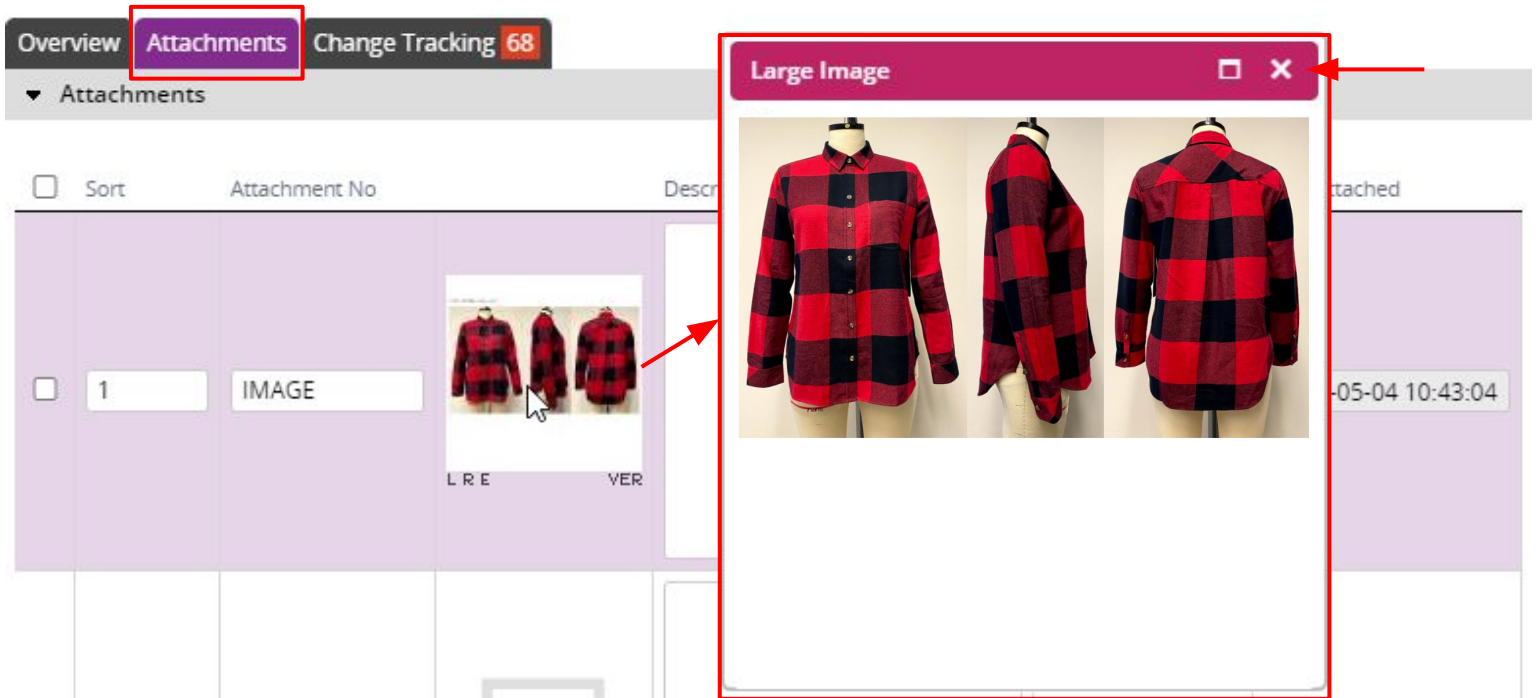 Overview Attachments Change Tracking 68
Attachments
Large Image
Sort Attachment No Descr tached
1 IMAGE -05-04 10:43:04
L R E VER